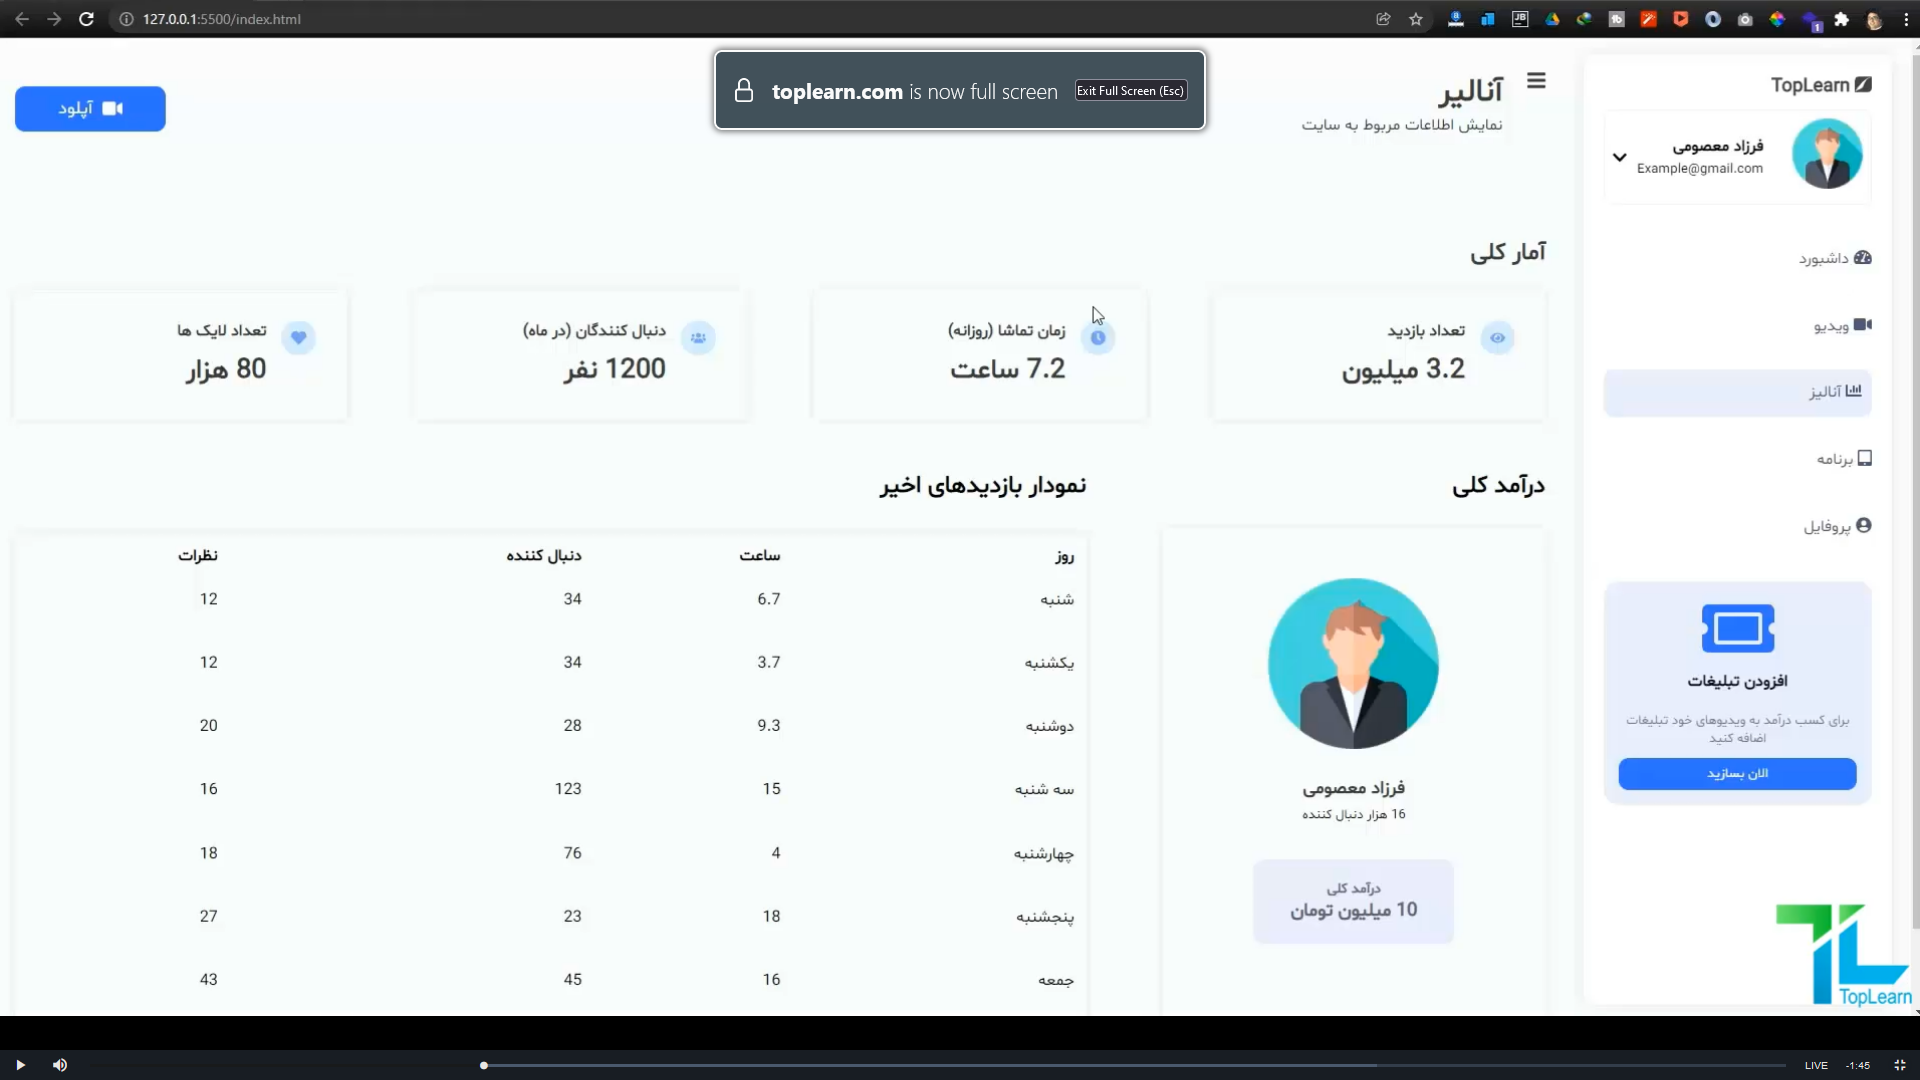 127.0.0.1:5500/index.html
toplearn.com is now full screen Exit Full Screen (Esc)
TopLearn
فرزاد معصومی
Example@gmail.com
داشبورد
ویدیو
آنالیز
برنامه
پروفایل
افزودن تبلیغات
برای کسب درآمد به ویدیوهای خود تبلیغات
اضافه کنید
الان بسازید
آنالیز
نمایش اطلاعات مربوط به سایت
آپلود
آمار کلی
تعداد بازدید
3.2 میلیون
زمان تماشا (روزانه)
7.2 ساعت
دنبال کنندگان (در ماه)
1200 نفر
تعداد لایک ها
80 هزار
درآمد کلی
فرزاد معصومی
16 هزار دنبال کننده
درآمد کلی
10 میلیون تومان
نمودار بازدیدهای اخیر
روز ساعت دنبال کننده نظرات
شنبه 6.7 34 12
یکشنبه 3.7 34 12
دوشنبه 9.3 28 20
سه شنبه 15 123 16
چهارشنبه 4 76 18
پنجشنبه 18 23 27
جمعه 16 45 43
TopLearn
LIVE -1:45